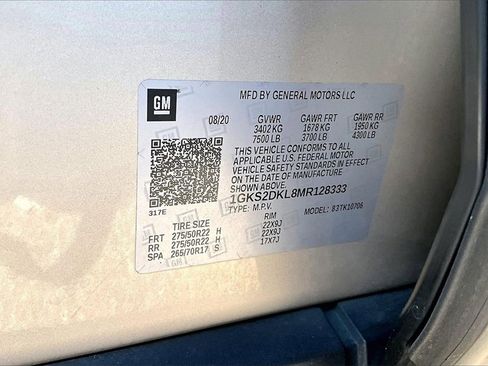 MFD BY GENERAL MOTORS LLC
GM
08/20 GVWR GAWR FRT GAWR RR
3402 KG 1678 KG 1950 KG
7500 LB 3700 LB 4300 LB
THIS VEHICLE CONFORMS TO ALL
APPLICABLE U.S. FEDERAL MOTOR
VEHICLE SAFETY STANDARDS IN EFFECT
ON THE DATE OF MANUFACTURE
SHOWN ABOVE.
1GKS2DKL8MR128333
317E TYPE: M.P.V. MODEL: 83TK10706
TIRE SIZE RIM
FRT 275/50R22 H 22X9J
RR 275/50R22 H 22X9J
SPA 265/70R17 S 17X7J